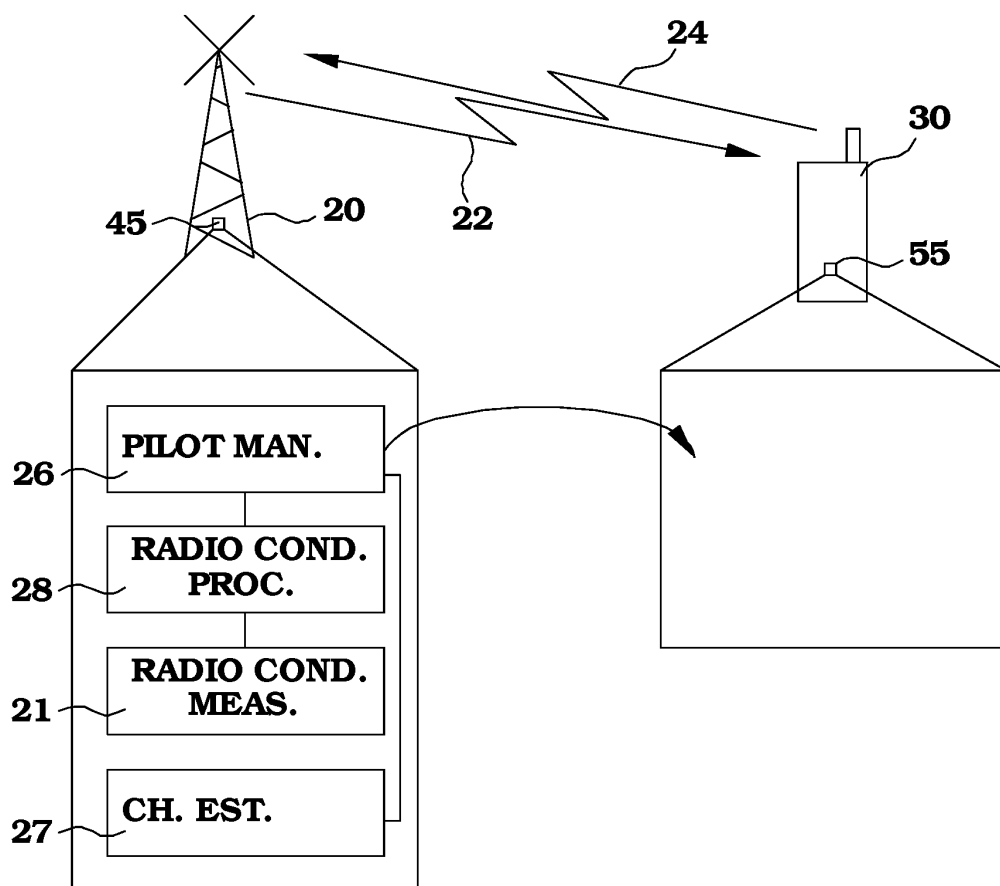 24
30
45
20
22
55
PILOT MAN.
26
RADIO COND.
PROC.
28
RADIO COND.
MEAS.
21
CH. EST.
27